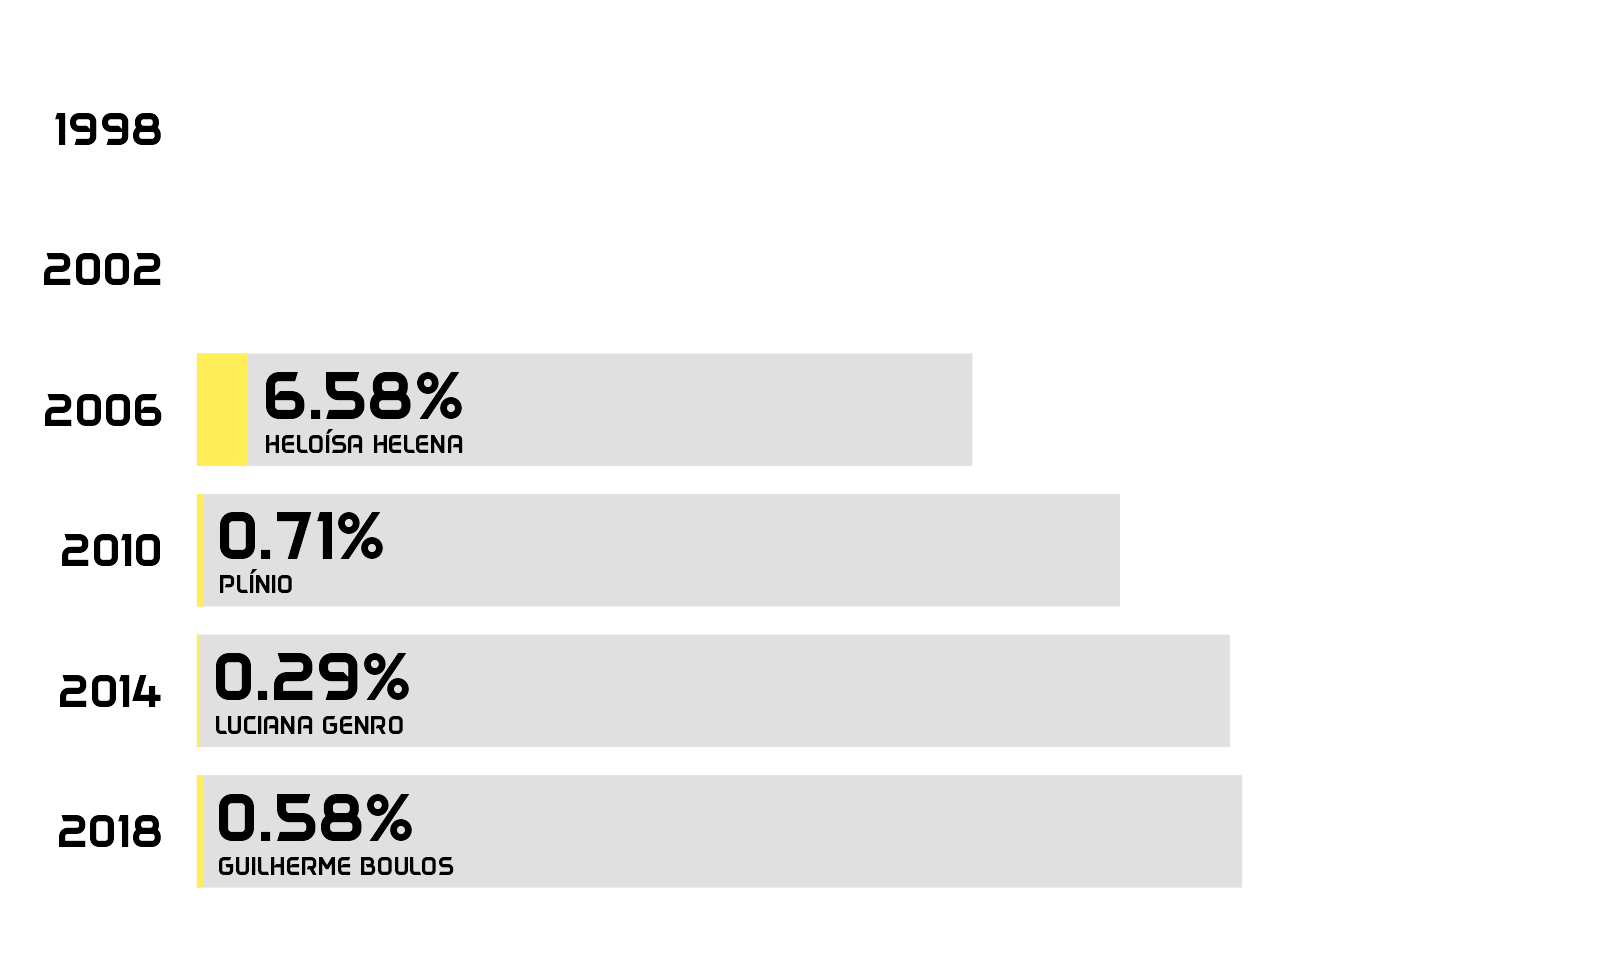 1998
2002
2006
6.58%
HELOÍSA HELENA
2010
0.71%
PLÍNIO
2014
0.29%
LUCIANA GENRO
2018
0.58%
GUILHERME BOULOS